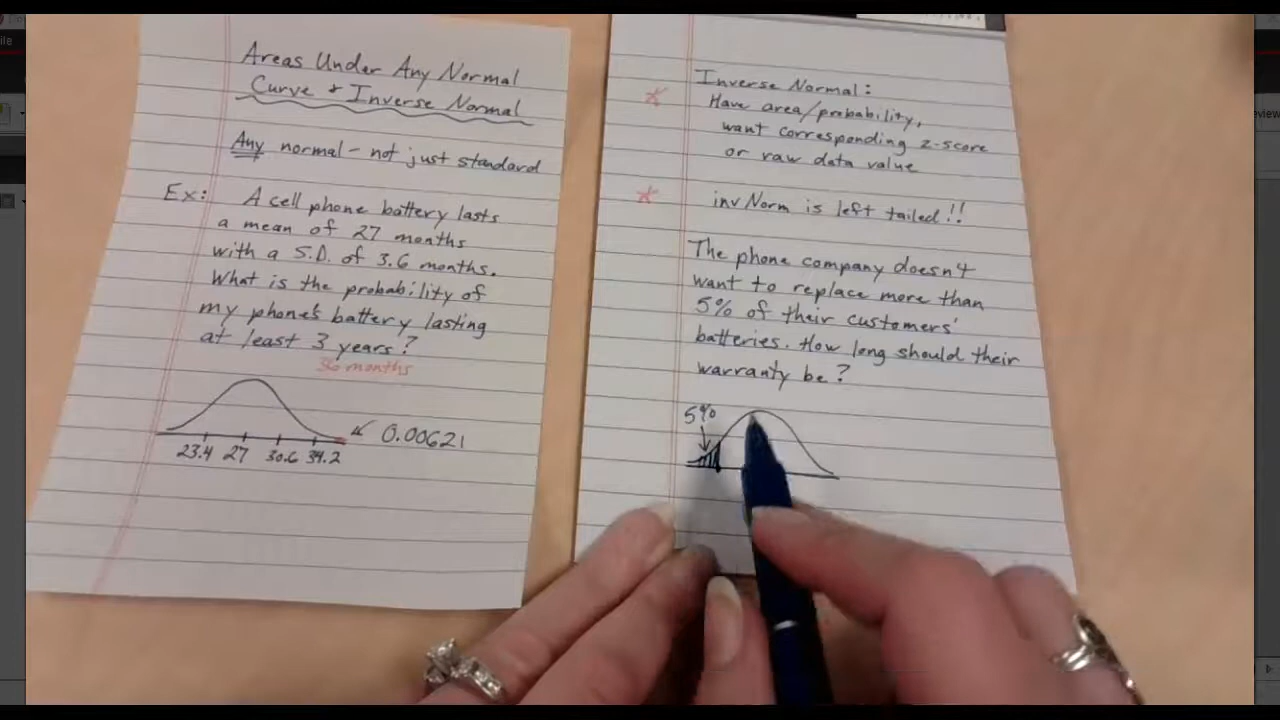 Areas Under Any Normal
Curve + Inverse Normal
Any normal - not just standard
Ex: A cell phone battery lasts
a mean of 27 months
with a S.D. of 3.6 months.
What is the probability of
my phone's battery lasting
at least 3 years?
36 months
0.00621
23.4 27 30.6 34.2
Inverse Normal:
* Have area/probability,
want corresponding z-score
or raw data value
* invNorm is left tailed!!
The phone company doesn't
want to replace more than
5% of their customers'
batteries. How long should their
warranty be?
5%
ile
eview